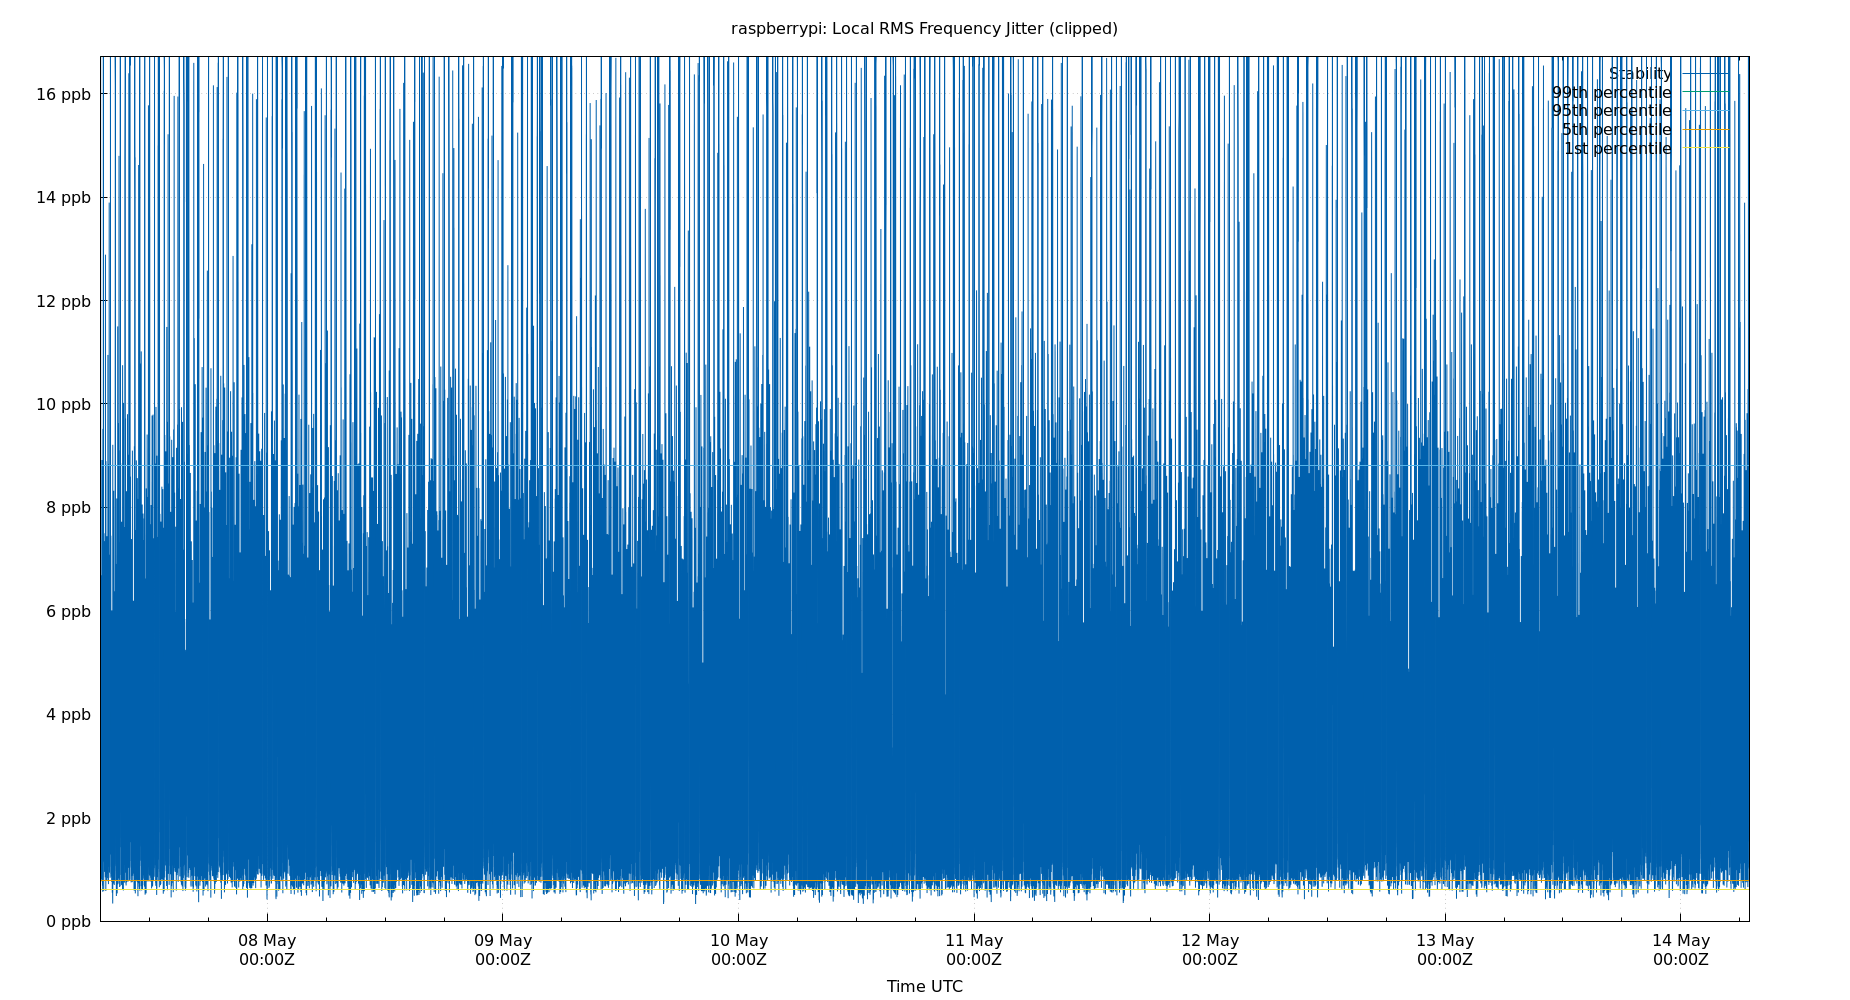 raspberrypi: Local RMS Frequency Jitter (clipped)
Stability
99th percentile
95th percentile
5th percentile
1st percentile
16 ppb
14 ppb
12 ppb
10 ppb
8 ppb
6 ppb
4 ppb
2 ppb
0 ppb
08 May 09 May 10 May 11 May 12 May 13 May 14 May
00:00Z 00:00Z 00:00Z 00:00Z 00:00Z 00:00Z 00:00Z
Time UTC